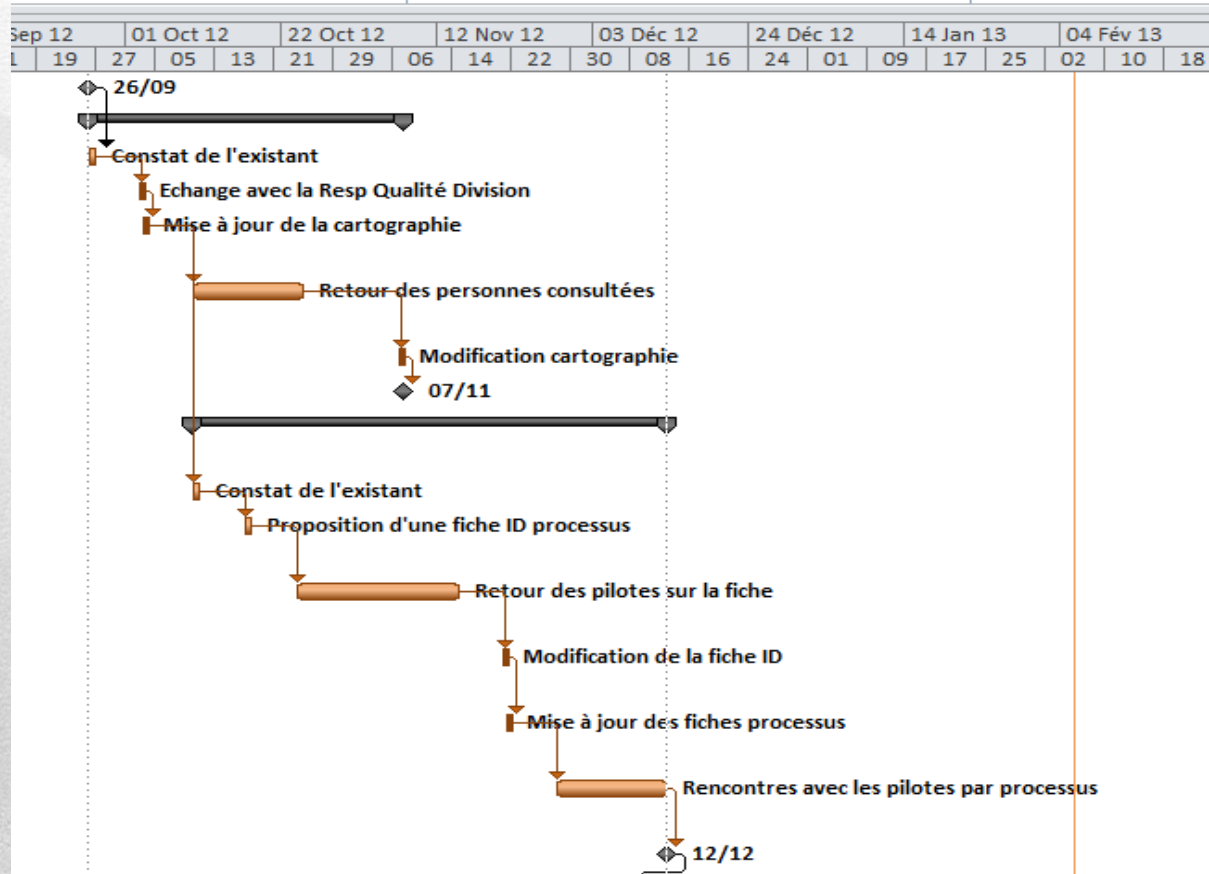 Sep 12 01 Oct 12 22 Oct 12 12 Nov 12 03 Déc 12 24 Déc 12 14 Jan 13 04 Fév 13
1 19 27 05 13 21 29 06 14 22 30 08 16 24 01 09 17 25 02 10 18
26/09
Constat de l'existant
Echange avec la Resp Qualité Division
Mise à jour de la cartographie
Retour des personnes consultées
Modification cartographie
07/11
Constat de l'existant
Proposition d'une fiche ID processus
Retour des pilotes sur la fiche
Modification de la fiche ID
Mise à jour des fiches processus
Rencontres avec les pilotes par processus
12/12